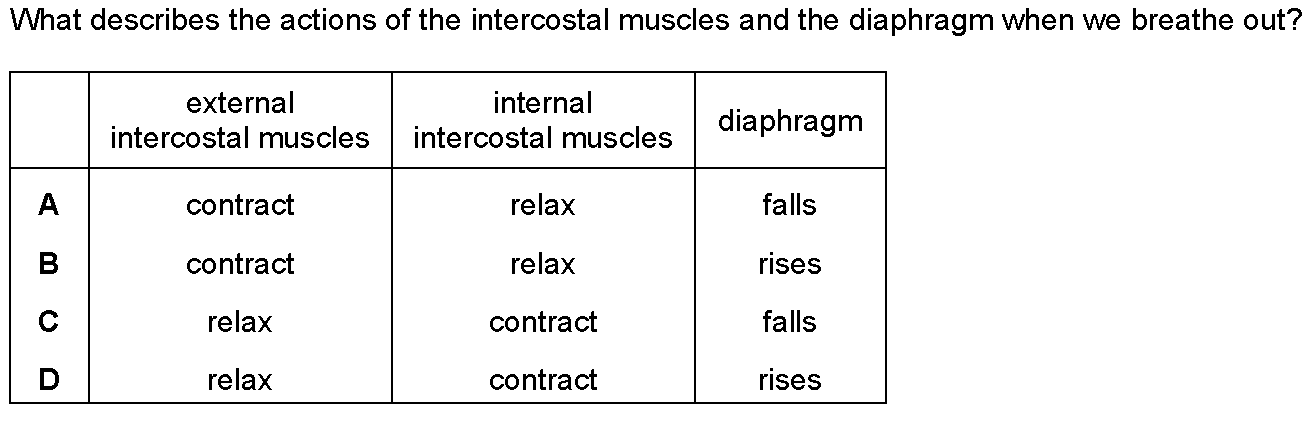 What describes the actions of the intercostal muscles and the diaphragm when we breathe out?
external intercostal muscles internal intercostal muscles diaphragm
A contract relax falls
B contract relax rises
C relax contract falls
D relax contract rises